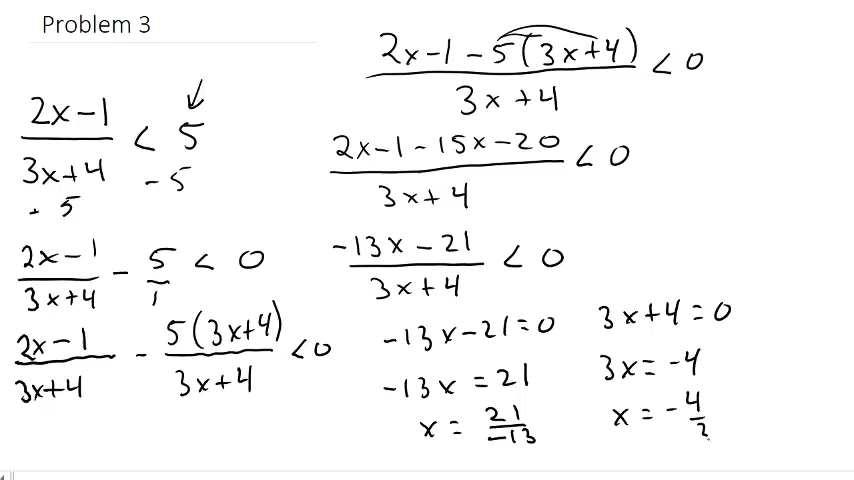 Problem 3
2x-1/3x+4 < 5
- 5 - 5
2x-1/3x+4 - 5/1 < 0
2x-1/3x+4 - 5(3x+4)/3x+4 < 0
2x-1-5(3x+4)/3x+4 < 0
2x-1-15x-20/3x+4 < 0
-13x-21/3x+4 < 0
-13x-21=0
-13x = 21
x = 21/-13
3x+4=0
3x=-4
x=-4/3